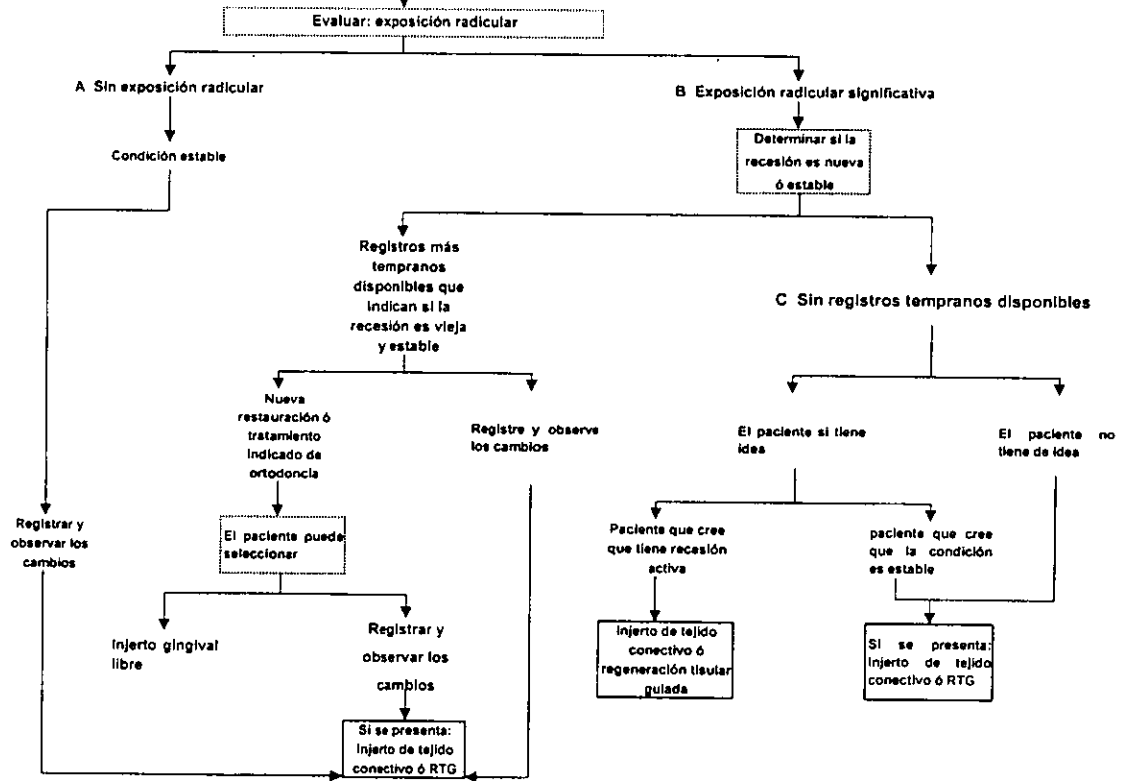 Evaluar: exposición radicular
A Sin exposición radicular
B Exposición radicular significativa
Condición estable
Determinar si la
recesión es nueva
ó estable
Registros más
tempranos
disponibles que
indican si la
recesión es vieja
y estable
C Sin registros tempranos disponibles
Nueva
restauración ó
tratamiento
indicado de
ortodoncia
Registre y observe
los cambios
El paciente si tiene
idea
El paciente no
tiene de idea
Registrar y
observar los
cambios
El paciente puede
seleccionar
Paciente que cree
que tiene recesión
activa
paciente que cree
que la condición
es estable
Injerto gingival
libre
Registrar y
observar los
cambios
Injerto de tejido
conectivo ó
regeneración tisular
guiada
Si se presenta:
Injerto de tejido
conectivo ó RTG
Si se presenta:
Injerto de tejido
conectivo ó RTG